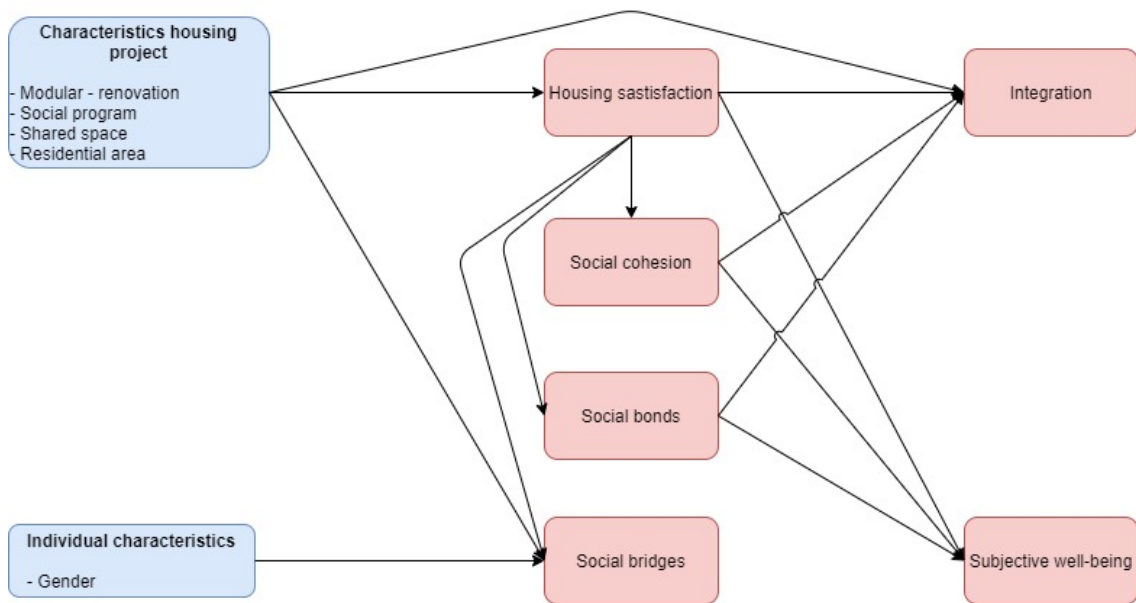 Characteristics housing
project
- Modular - renovation
- Social program
- Shared space
- Residential area
Housing sastisfaction
Integration
Social cohesion
Social bonds
Individual characteristics
- Gender
Social bridges
Subjective well-being